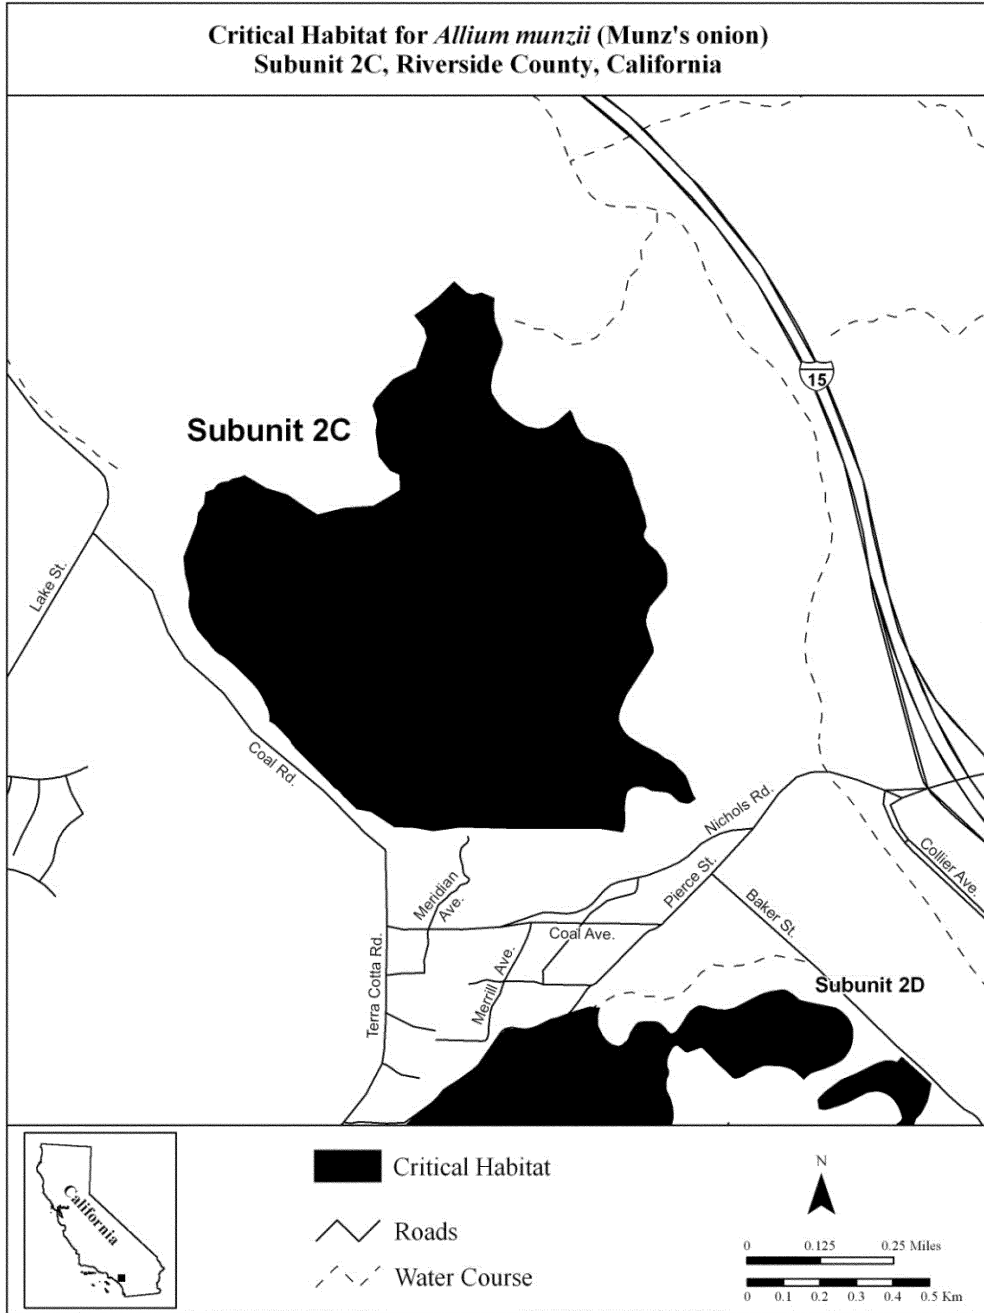 Critical Habitat for Allium munzii (Munz's onion)
Subunit 2C, Riverside County, California
15
Subunit 2C
Lake St.
Coal Rd.
Nichols Rd.
Collier Ave.
Pierce St.
Meridian
Ave.
Baker St.
Coal Ave.
Terra Cotta Rd.
Merrill Ave.
Subunit 2D
California
Critical Habitat
Roads
Water Course
N
0 0.125 0.25 Miles
0 0.1 0.2 0.3 0.4 0.5 Km